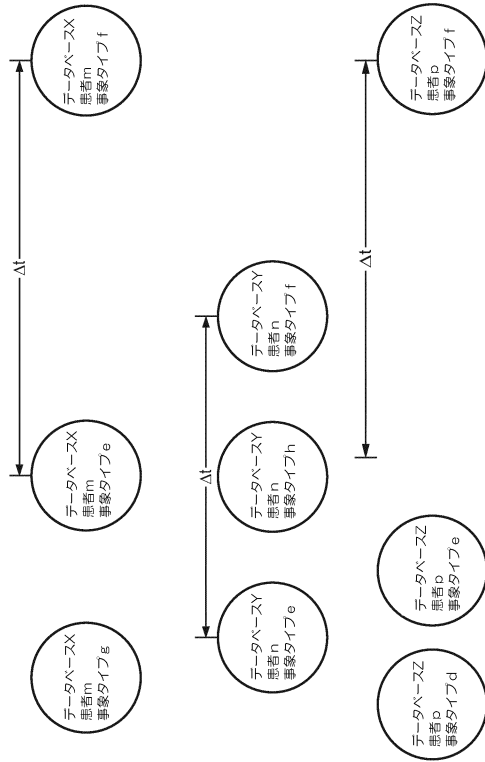 Δt
データベースX
患者m
事象タイプg
データベースX
患者m
事象タイプe
データベースX
患者m
事象タイプf
Δt
データベースY
患者n
事象タイプe
データベースY
患者n
事象タイプh
データベースY
患者n
事象タイプf
Δt
データベースZ
患者p
事象タイプd
データベースZ
患者p
事象タイプe
データベースZ
患者p
事象タイプf